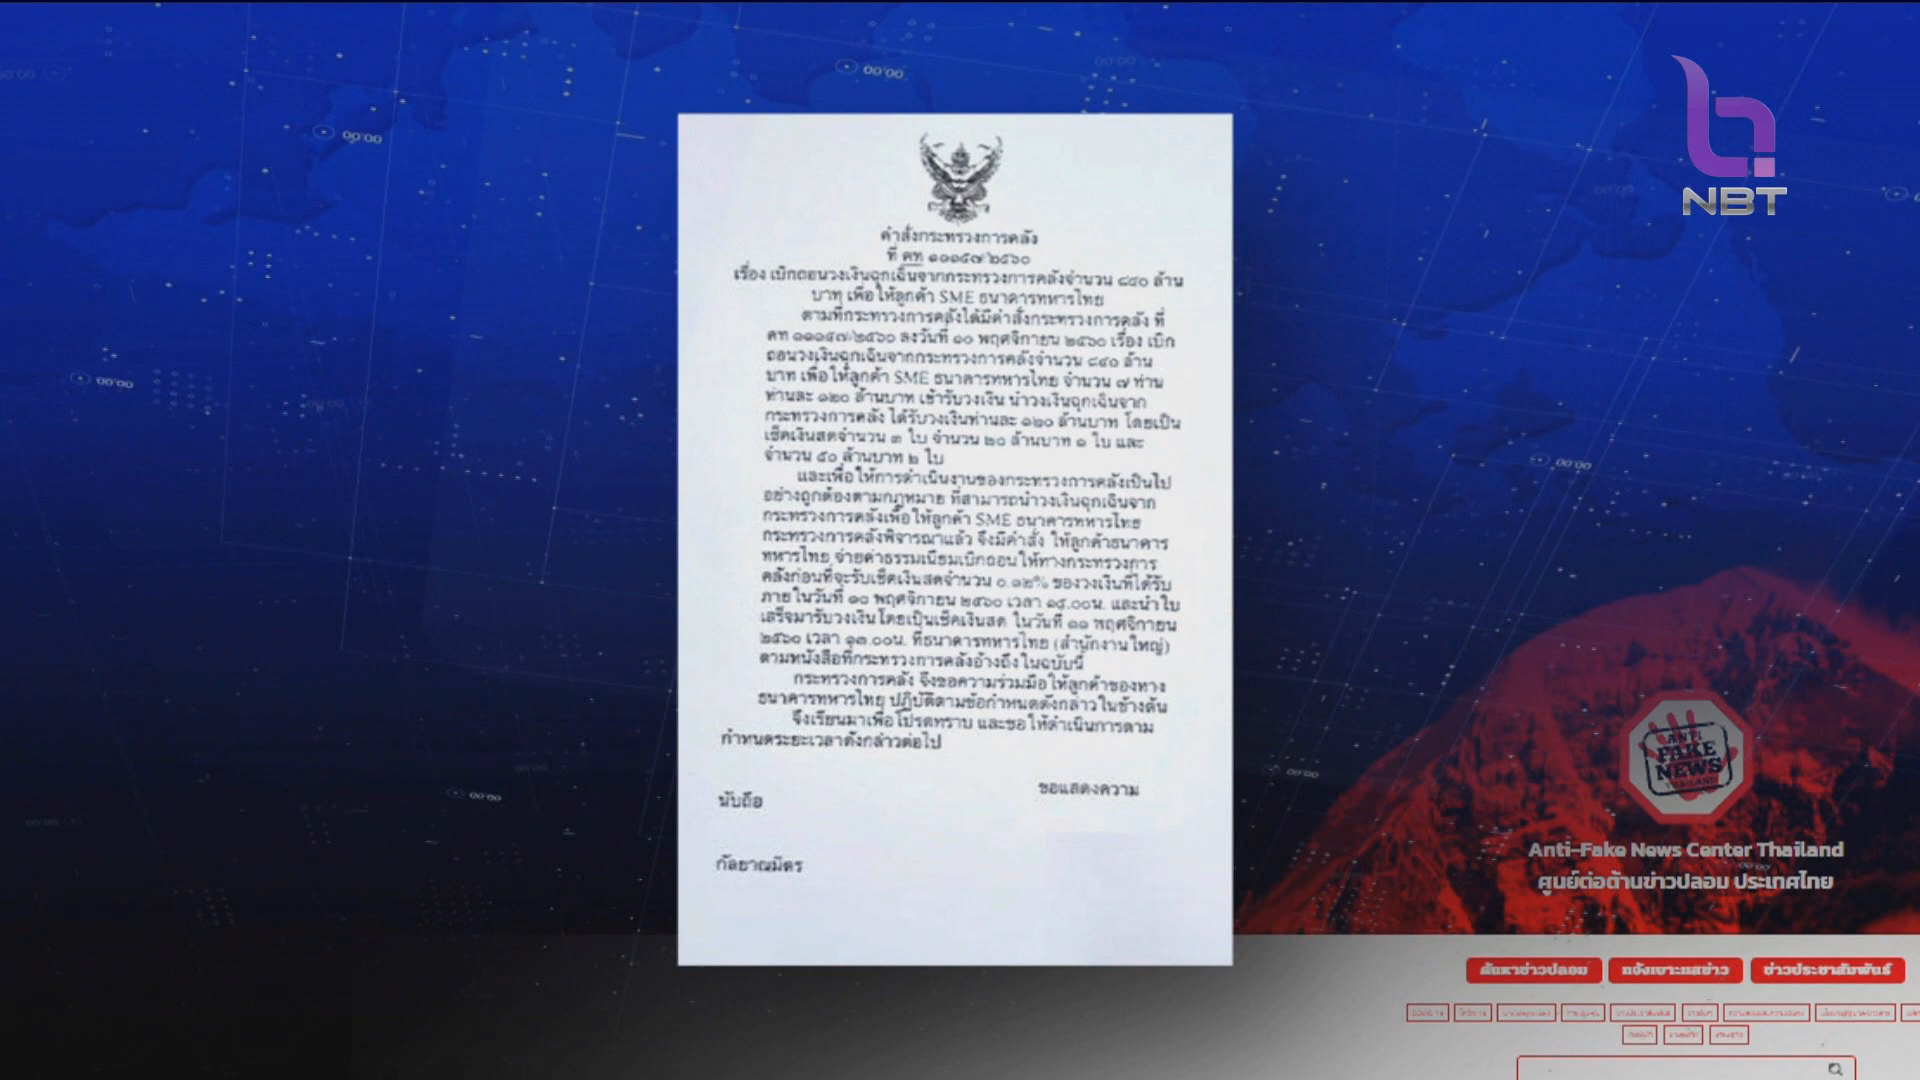 NBT
คำสั่งกระทรวงการคลัง
ที่ คท ๑๑๑๕๗/๒๕๖๐
เรื่อง เบิกถอนวงเงินฉุกเฉินจากกระทรวงการคลังจำนวน ๘๔๐ ล้าน
บาท เพื่อให้ลูกค้า SME ธนาคารทหารไทย
ตามที่กระทรวงการคลังได้มีคำสั่งกระทรวงการคลัง ที่
คท ๑๑๑๕๗/๒๕๖๐ ลงวันที่ ๑๐ พฤศจิกายน ๒๕๖๐ เรื่อง เบิก
ถอนวงเงินฉุกเฉินจากกระทรวงการคลังจำนวน ๘๔๐ ล้าน
บาท เพื่อให้ลูกค้า SME ธนาคารทหารไทย จำนวน ๗ ท่าน
ท่านละ ๑๒๐ ล้านบาท เข้ารับวงเงิน นำวงเงินฉุกเฉินจาก
กระทรวงการคลัง ได้รับวงเงินท่านละ ๑๒๐ ล้านบาท โดยเป็น
เช็คเงินสดจำนวน ๓ ใบ จำนวน ๒๐ ล้านบาท ๑ ใบ และ
จำนวน ๕๐ ล้านบาท ๒ ใบ
และเพื่อให้การดำเนินงานของกระทรวงการคลังเป็นไป
อย่างถูกต้องตามกฎหมาย ที่สามารถนำวงเงินฉุกเฉินจาก
กระทรวงการคลังเพื่อให้ลูกค้า SME ธนาคารทหารไทย
กระทรวงการคลังพิจารณาแล้ว จึงมีคำสั่ง ให้ลูกค้าธนาคาร
ทหารไทย จ่ายค่าธรรมเนียมเบิกถอนให้ทางกระทรวงการ
คลังก่อนที่จะรับเช็คเงินสดจำนวน ๐.๑๒% ของวงเงินที่ได้รับ
ภายในวันที่ ๑๐ พฤศจิกายน ๒๕๖๐ เวลา ๑๕.๐๐น. และนำใบ
เสร็จมารับวงเงินโดยเป็นเช็คเงินสด ในวันที่ ๑๑ พฤศจิกายน
๒๕๖๐ เวลา ๑๓.๐๐น. ที่ธนาคารทหารไทย (สำนักงานใหญ่)
ตามหนังสือที่กระทรวงการคลังอ้างถึงในฉบับนี้
กระทรวงการคลัง จึงขอความร่วมมือให้ลูกค้าของทาง
ธนาคารทหารไทย ปฏิบัติตามข้อกำหนดดังกล่าวในข้างต้น
จึงเรียนมาเพื่อโปรดทราบ และขอให้ดำเนินการตาม
กำหนดระยะเวลาดังกล่าวต่อไป
ขอแสดงความ
นับถือ
กัลยาณมิตร
ANTI
FAKE
NEWS
THAILAND
Anti-Fake News Center Thailand
ศูนย์ต่อต้านข่าวปลอม ประเทศไทย
ค้นหาข่าวปลอม แจ้งเบาะแสข่าว ข่าวประชาสัมพันธ์